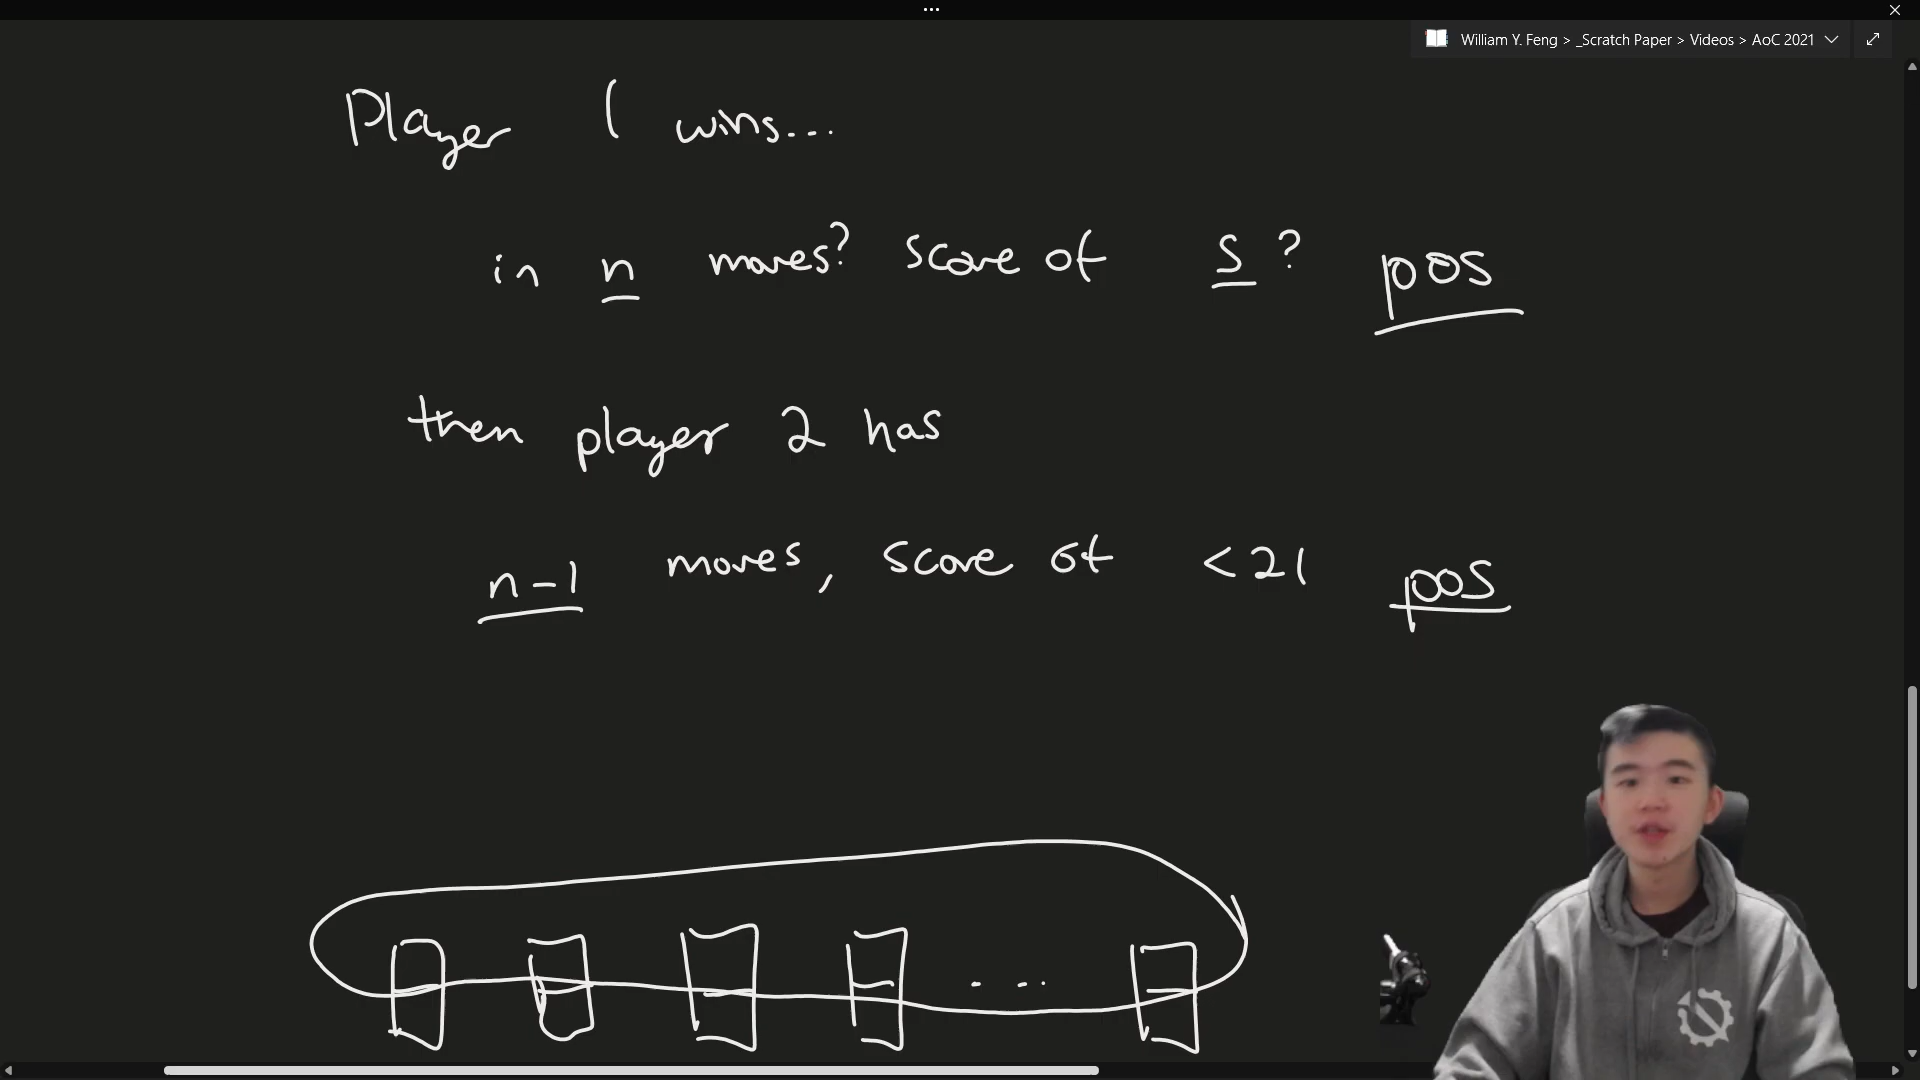 William Y. Feng > _Scratch Paper > Videos > AoC 2021
Player 1 wins...
in n moves? score of s? pos
then player 2 has
n-1 moves, score of <21 pos